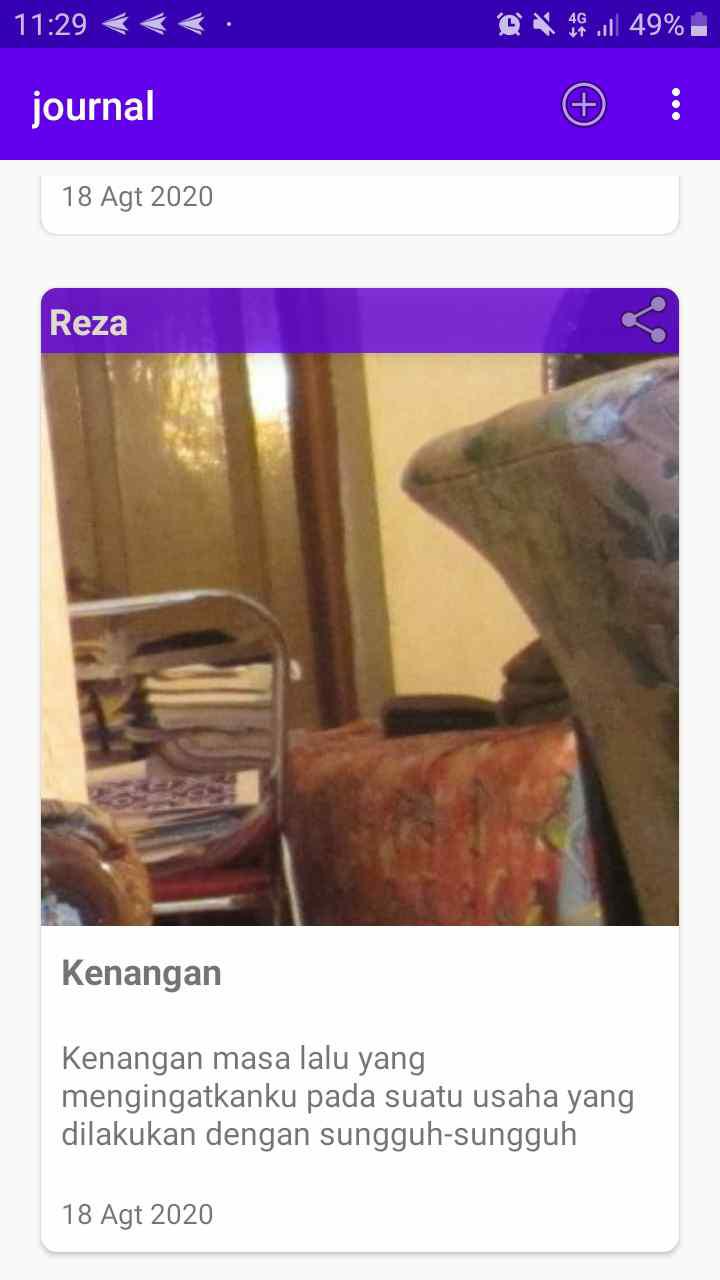 11:29
4G
49%
journal
18 Agt 2020
Reza
Kenangan
Kenangan masa lalu yang
mengingatkanku pada suatu usaha yang
dilakukan dengan sungguh-sungguh
18 Agt 2020